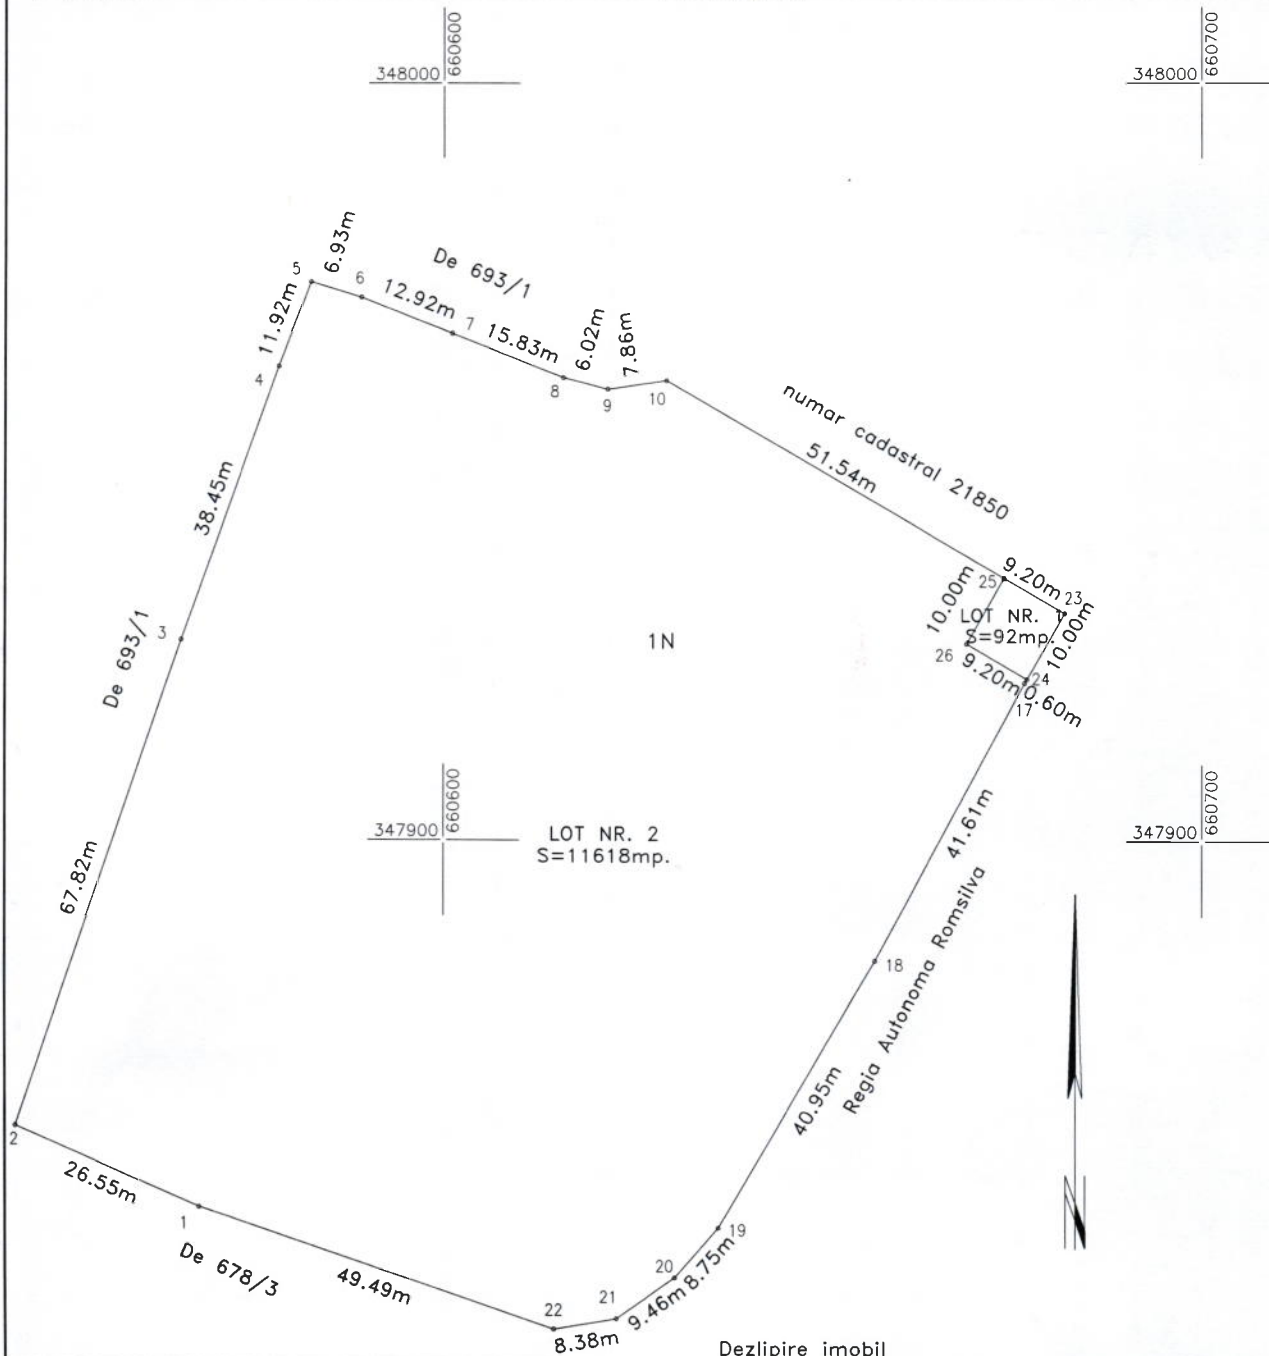 660600
348000
660700
348000
5
6.93m
De 693/1
6
12.92m
7
11.92m
15.83m
6.02m
7.86m
4
8
9
10
numar cadastral 21850
51.54m
38.45m
9.20m
25
23
10.00m
LOT NR. 1
S=92mp.
10.00m
De 693/1
3
1N
26
9.20m
24
0.60m
17
660600
347900
660700
347900
LOT NR. 2
S=11618mp.
41.61m
67.82m
Regia Autonoma Romsilva
18
40.95m
2
26.55m
1
De 678/3
49.49m
19
20
8.75m
21
9.46m
22
8.38m
N
Dezlipire imobil